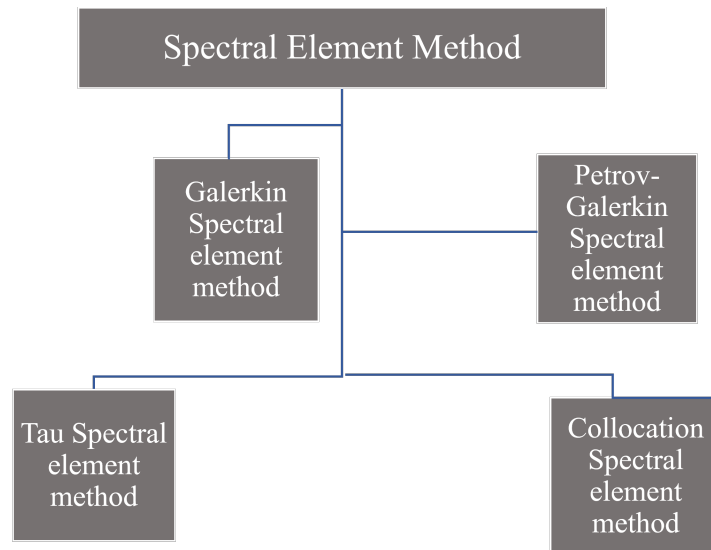 Spectral Element Method
Galerkin
Spectral
element
method
Petrov-
Galerkin
Spectral
element
method
Tau Spectral
element
method
Collocation
Spectral
element
method